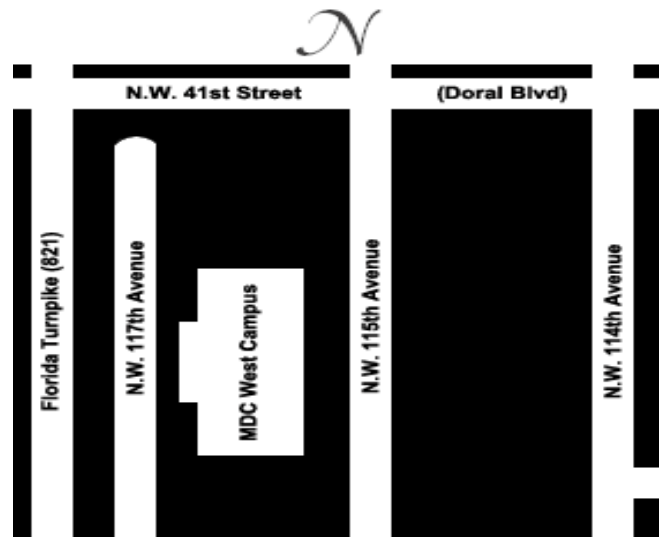 N
N.W. 41st Street
(Doral Blvd)
Florida Turnpike (821)
N.W. 117th Avenue
MDC West Campus
N.W. 115th Avenue
N.W. 114th Avenue